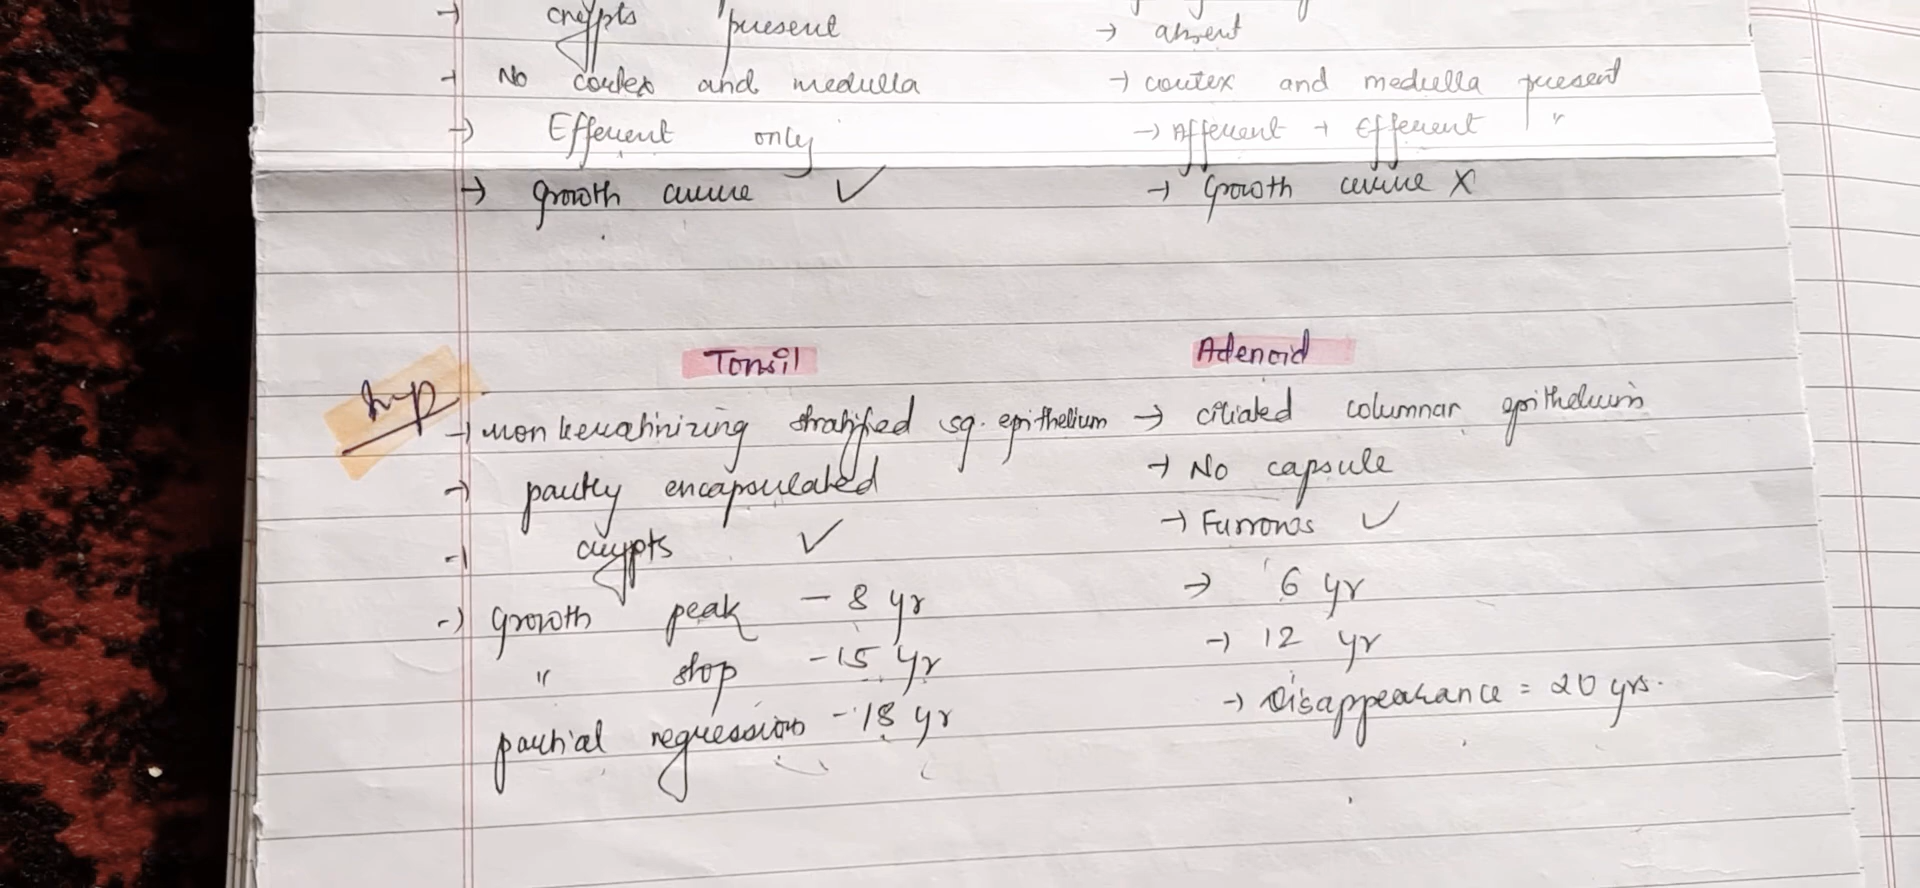 → crypts present → absent
→ No cortex and medulla → cortex and medulla present
→ Efferent only → Afferent + Efferent "
→ growth curve ✓ → Growth curve X
Tonsil Adenoid
Imp
→ non keratinizing stratified sq. epithelium → ciliated columnar epithelium
→ partly encapsulated → No capsule
→ crypts ✓ → Furrows ✓
→ growth peak - 8 yr → 6 yr
" stop - 15 yr → 12 yr
partial regression - 18 yr → Disappearance = 20 yrs.